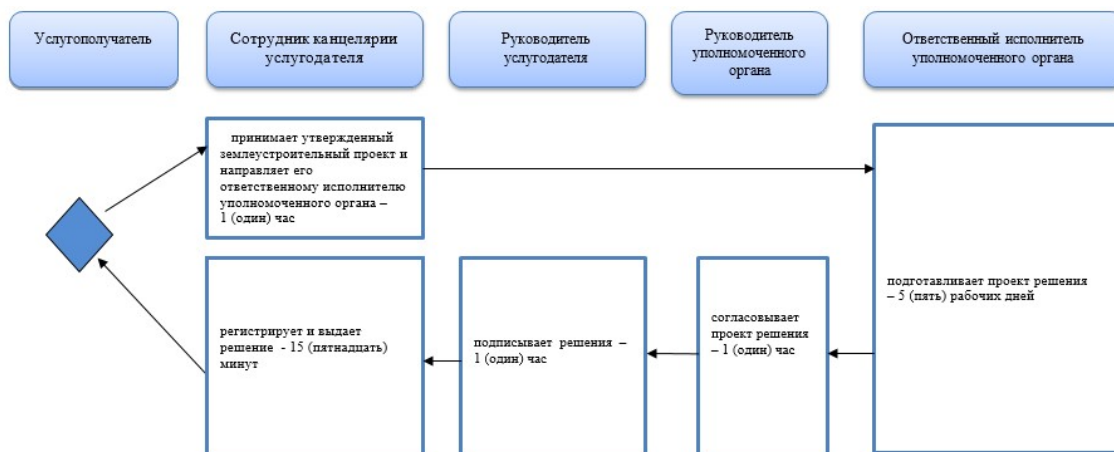 Услугополучатель
Сотрудник канцелярии
услугодателя
Руководитель
услугодателя
Руководитель
уполномоченного
органа
Ответственный исполнитель
уполномоченного органа
принимает утвержденный
землеустроительный проект и
направляет его
ответственному исполнителю
уполномоченного органа –
1 (один) час
подготавливает проект решения
– 5 (пять) рабочих дней
согласовывает
проект решения
– 1 (один) час
подписывает решения –
1 (один) час
регистрирует и выдает
решение - 15 (пятнадцать)
минут